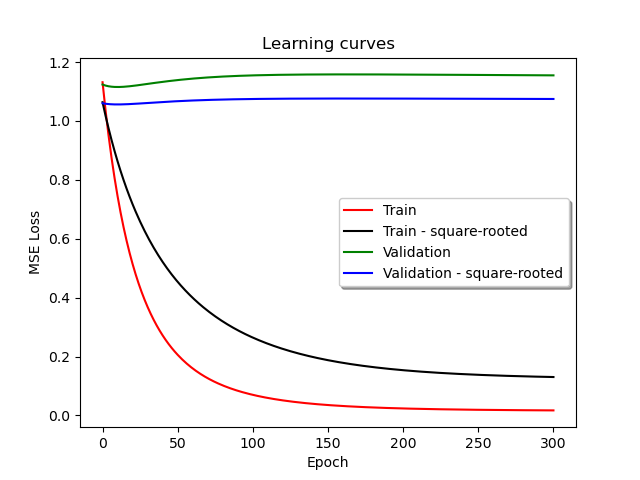 Learning curves
1.2
1.0
0.8
0.6
0.4
0.2
0.0
MSE Loss
Train
Train - square-rooted
Validation
Validation - square-rooted
0 50 100 150 200 250 300
Epoch